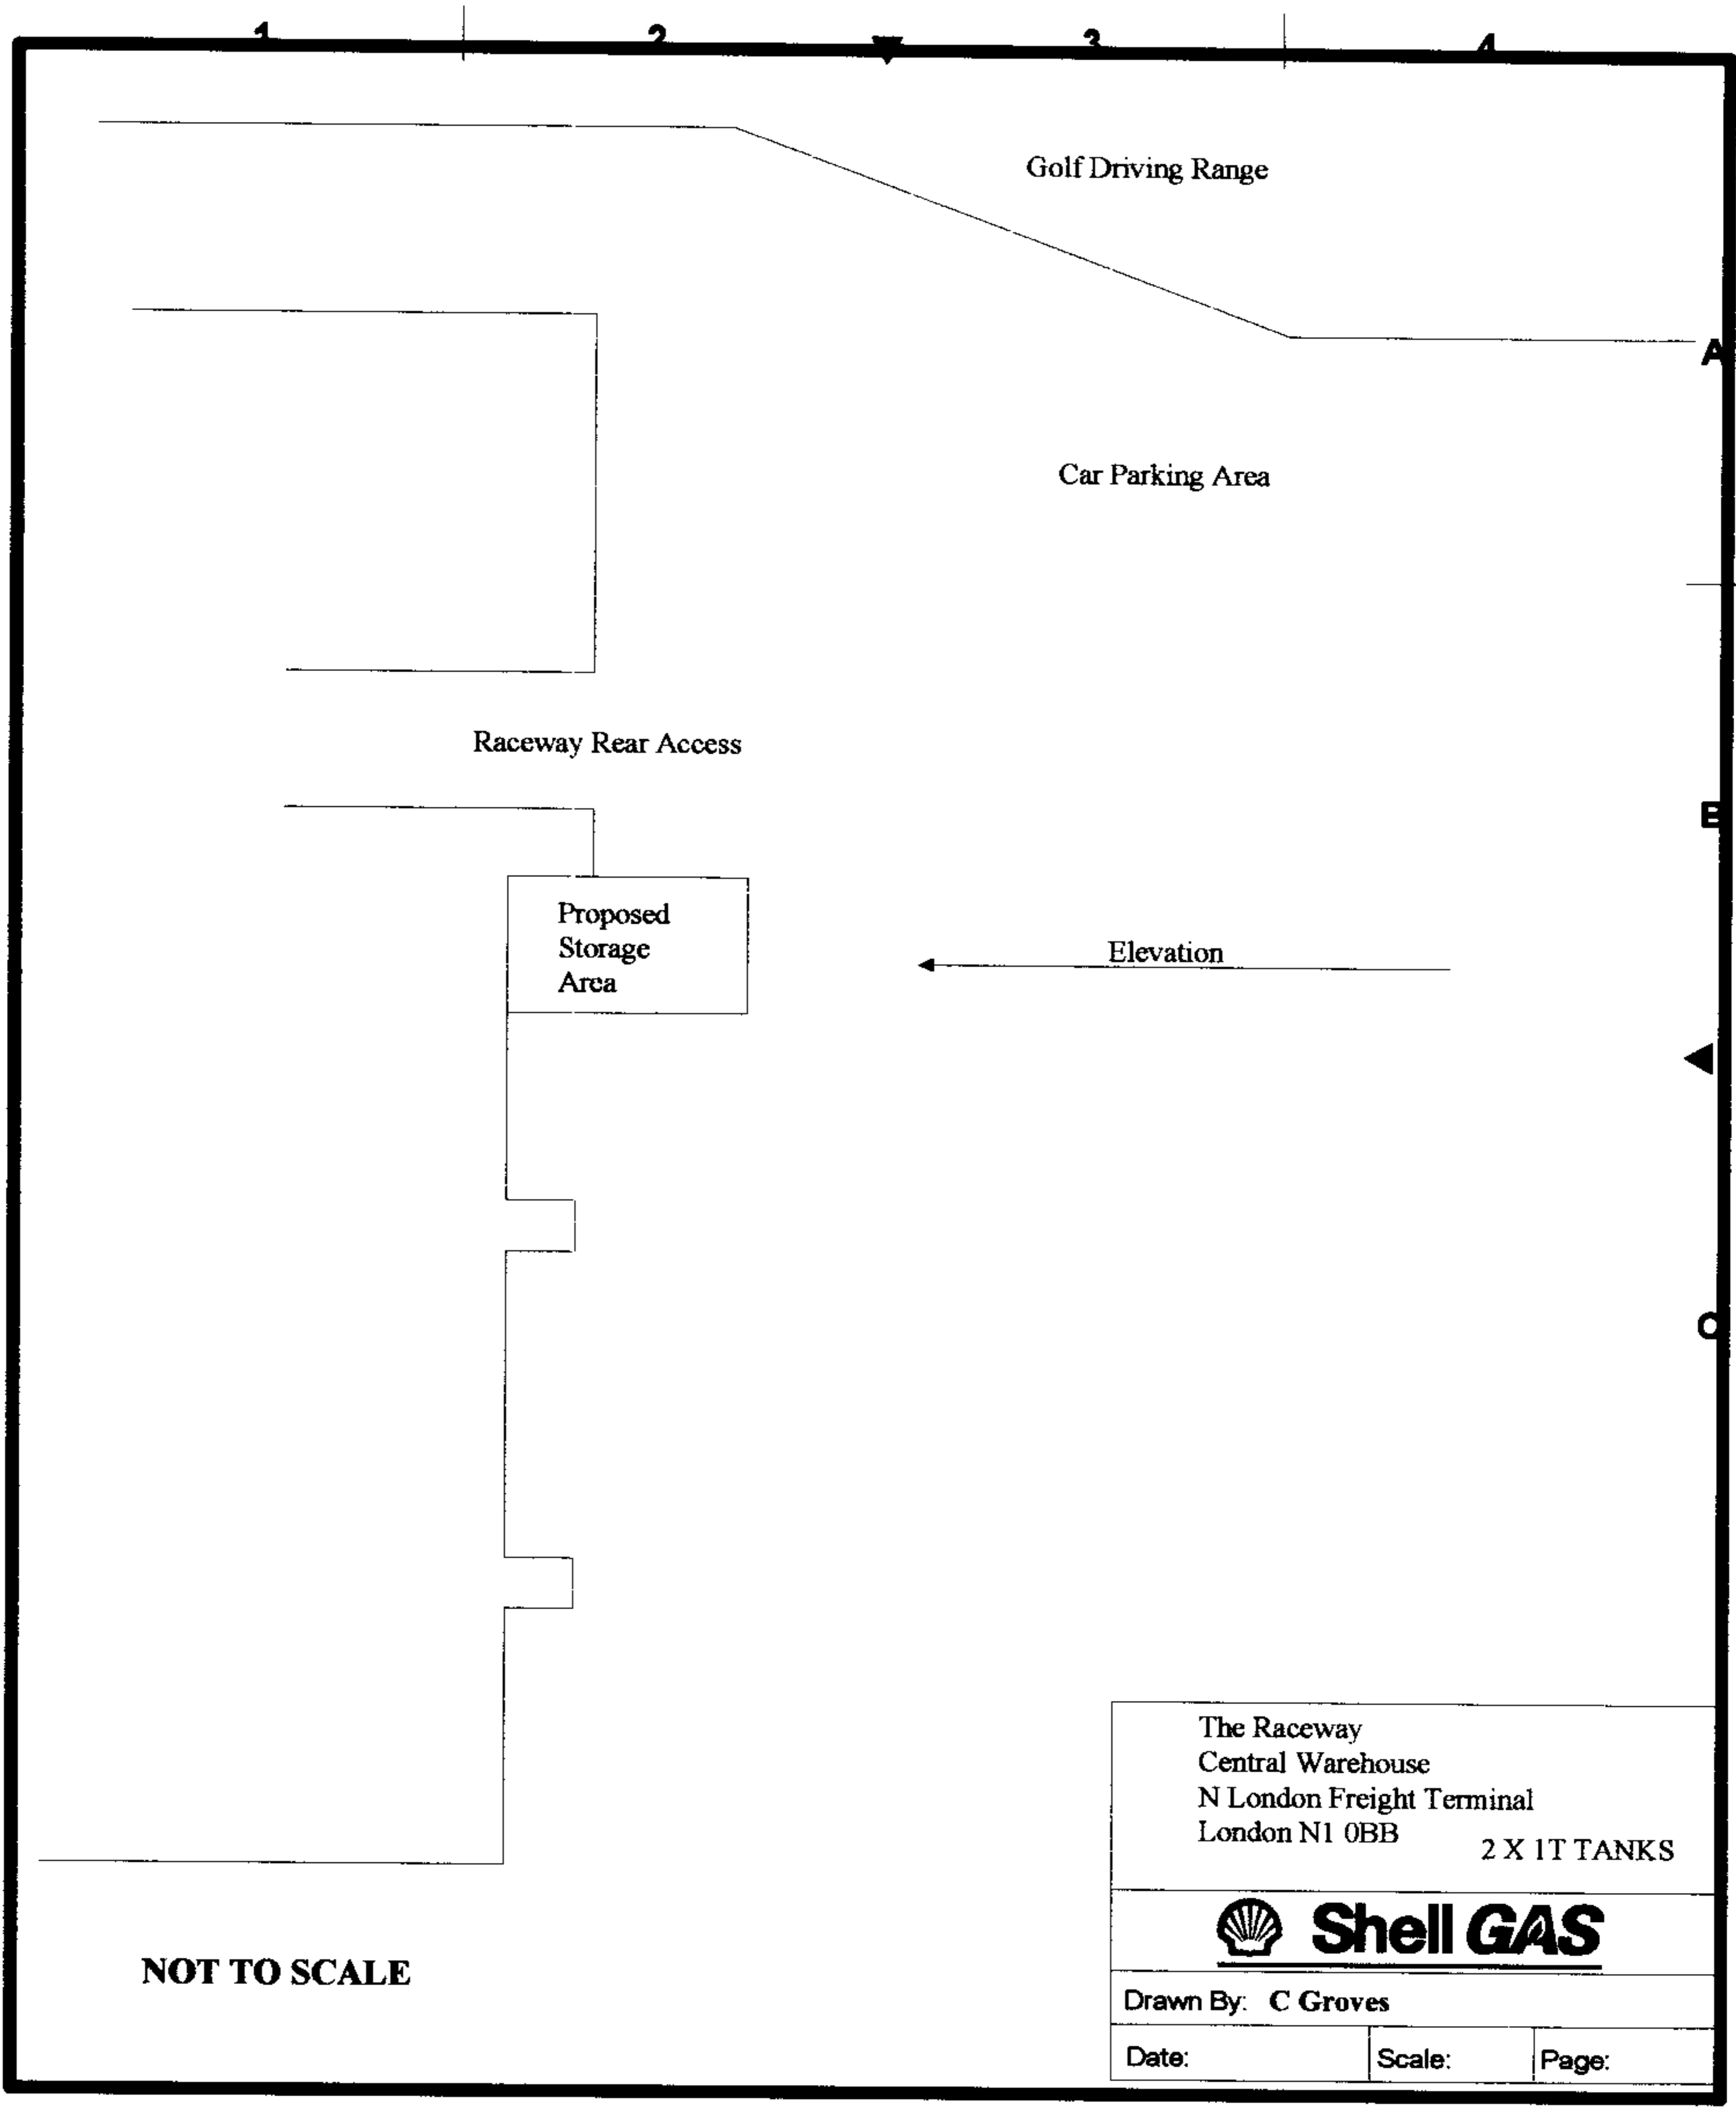 1 2 3 4
Golf Driving Range
A
Car Parking Area
Raceway Rear Access
B
Proposed
Storage
Area
Elevation
C
The Raceway
Central Warehouse
N London Freight Terminal
London N1 0BB
2 X 1T TANKS
Shell GAS
NOT TO SCALE
Drawn By: C Groves
Date: Scale: Page: